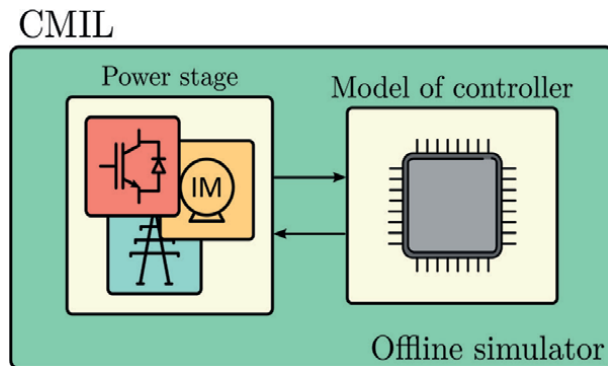 CMIL
Power stage
Model of controller
IM
Offline simulator